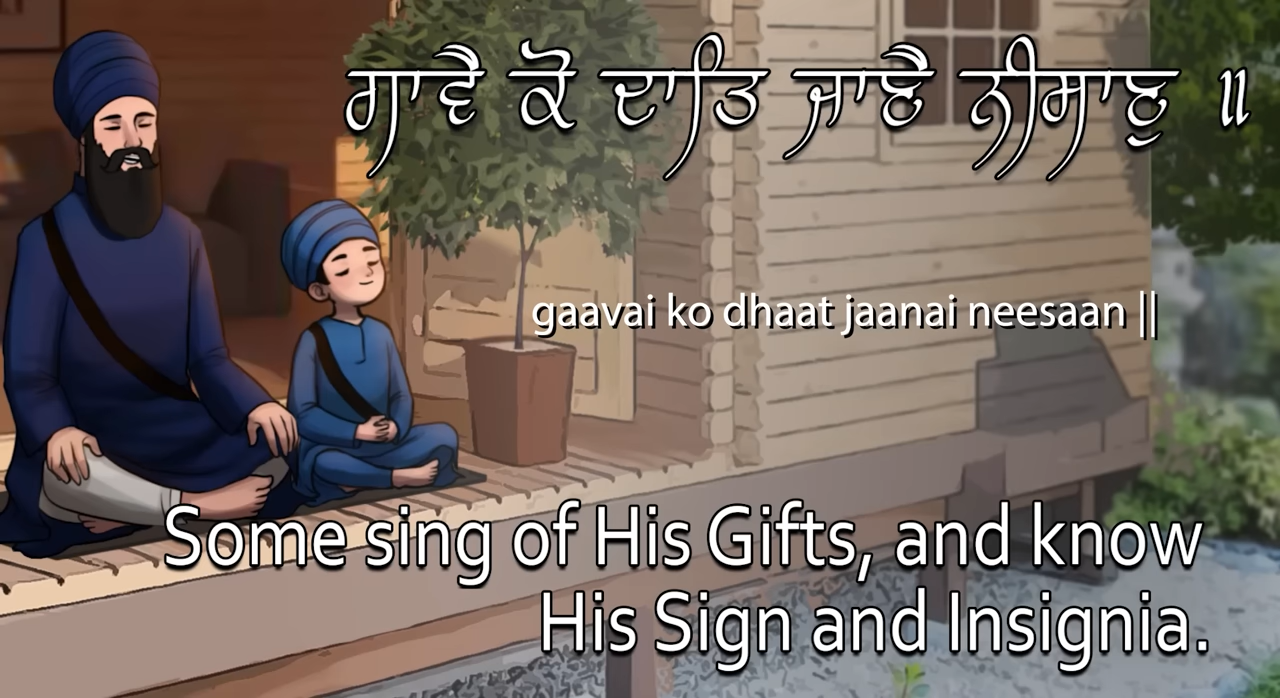 ਗਾਵੈ ਕੋ ਦਾਤਿ ਜਾਣੈ ਨੀਸਾਣੁ ॥
gaavai ko dhaat jaanai neesaan ||
Some sing of His Gifts, and know
His Sign and Insignia.